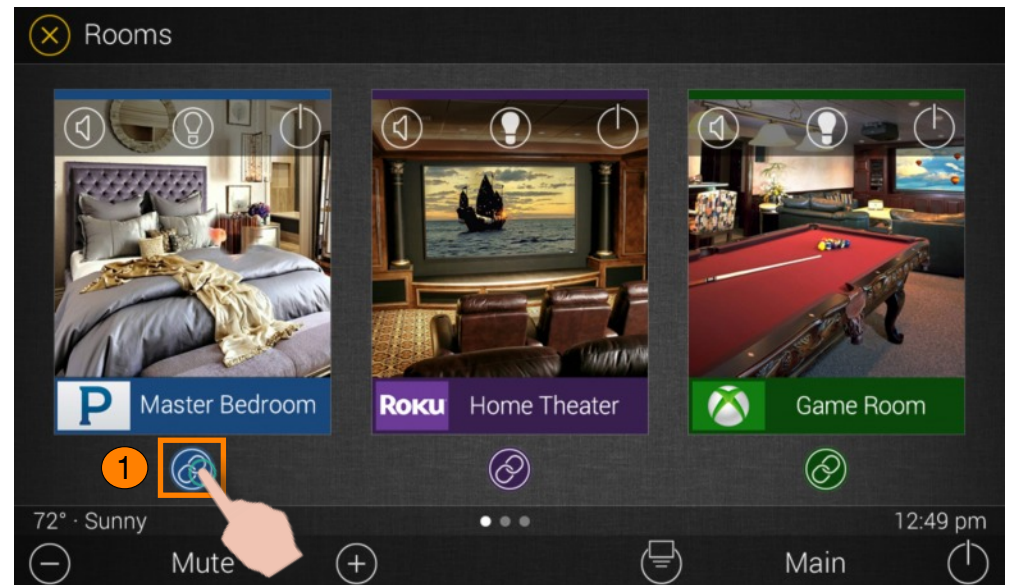 Rooms
P Master Bedroom
ROKU Home Theater
Game Room
1
72° · Sunny
12:49 pm
Mute
Main